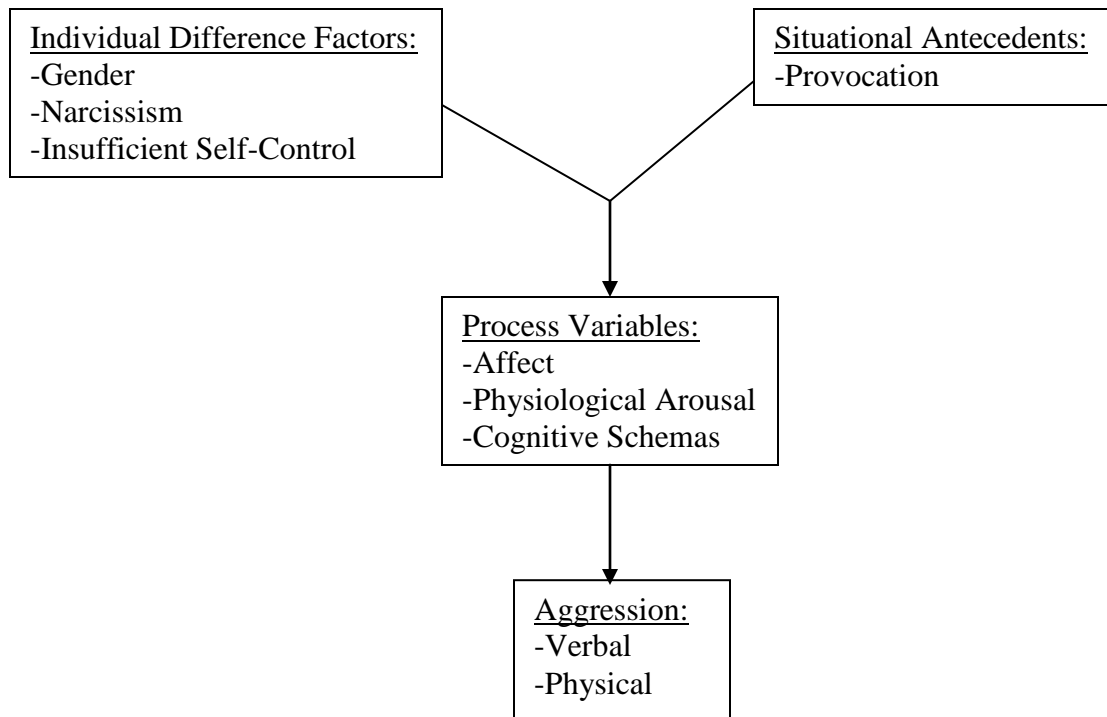 Individual Difference Factors:
-Gender
-Narcissism
-Insufficient Self-Control
Situational Antecedents:
-Provocation
Process Variables:
-Affect
-Physiological Arousal
-Cognitive Schemas
Aggression:
-Verbal
-Physical